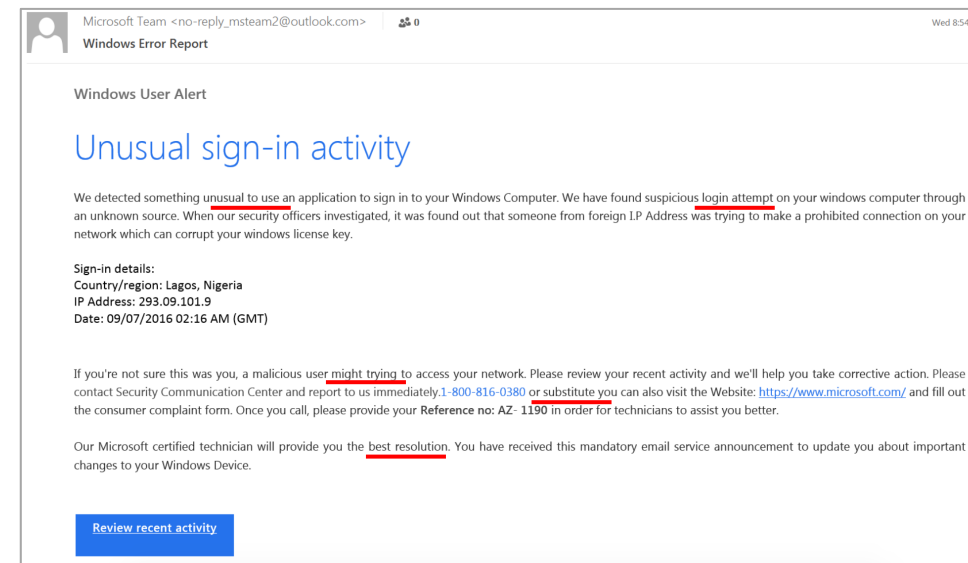 Microsoft Team <no-reply_msteam2@outlook.com> 0 Wed 8:54
Windows Error Report
Windows User Alert
Unusual sign-in activity
We detected something unusual to use an application to sign in to your Windows Computer. We have found suspicious login attempt on your windows computer through
an unknown source. When our security officers investigated, it was found out that someone from foreign I.P Address was trying to make a prohibited connection on your
network which can corrupt your windows license key.
Sign-in details:
Country/region: Lagos, Nigeria
IP Address: 293.09.101.9
Date: 09/07/2016 02:16 AM (GMT)
If you're not sure this was you, a malicious user might trying to access your network. Please review your recent activity and we'll help you take corrective action. Please
contact Security Communication Center and report to us immediately.1-800-816-0380 or substitute you can also visit the Website: https://www.microsoft.com/ and fill out
the consumer complaint form. Once you call, please provide your Reference no: AZ- 1190 in order for technicians to assist you better.
Our Microsoft certified technician will provide you the best resolution. You have received this mandatory email service announcement to update you about important
changes to your Windows Device.
Review recent activity